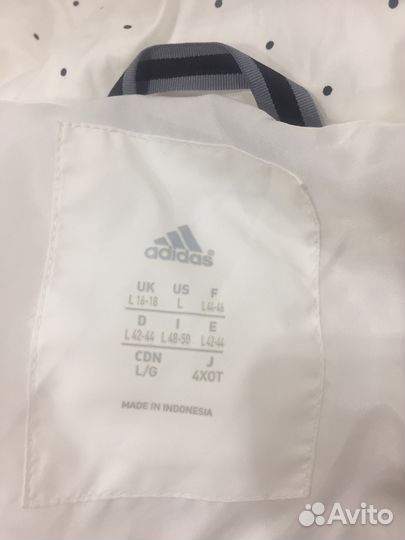 adidas
UK US F
L 16-18 L L 44-46
D I E
L 42-44 L 48-50 L 42-44
CDN J
L/G 4XOT
MADE IN INDONESIA
Avito